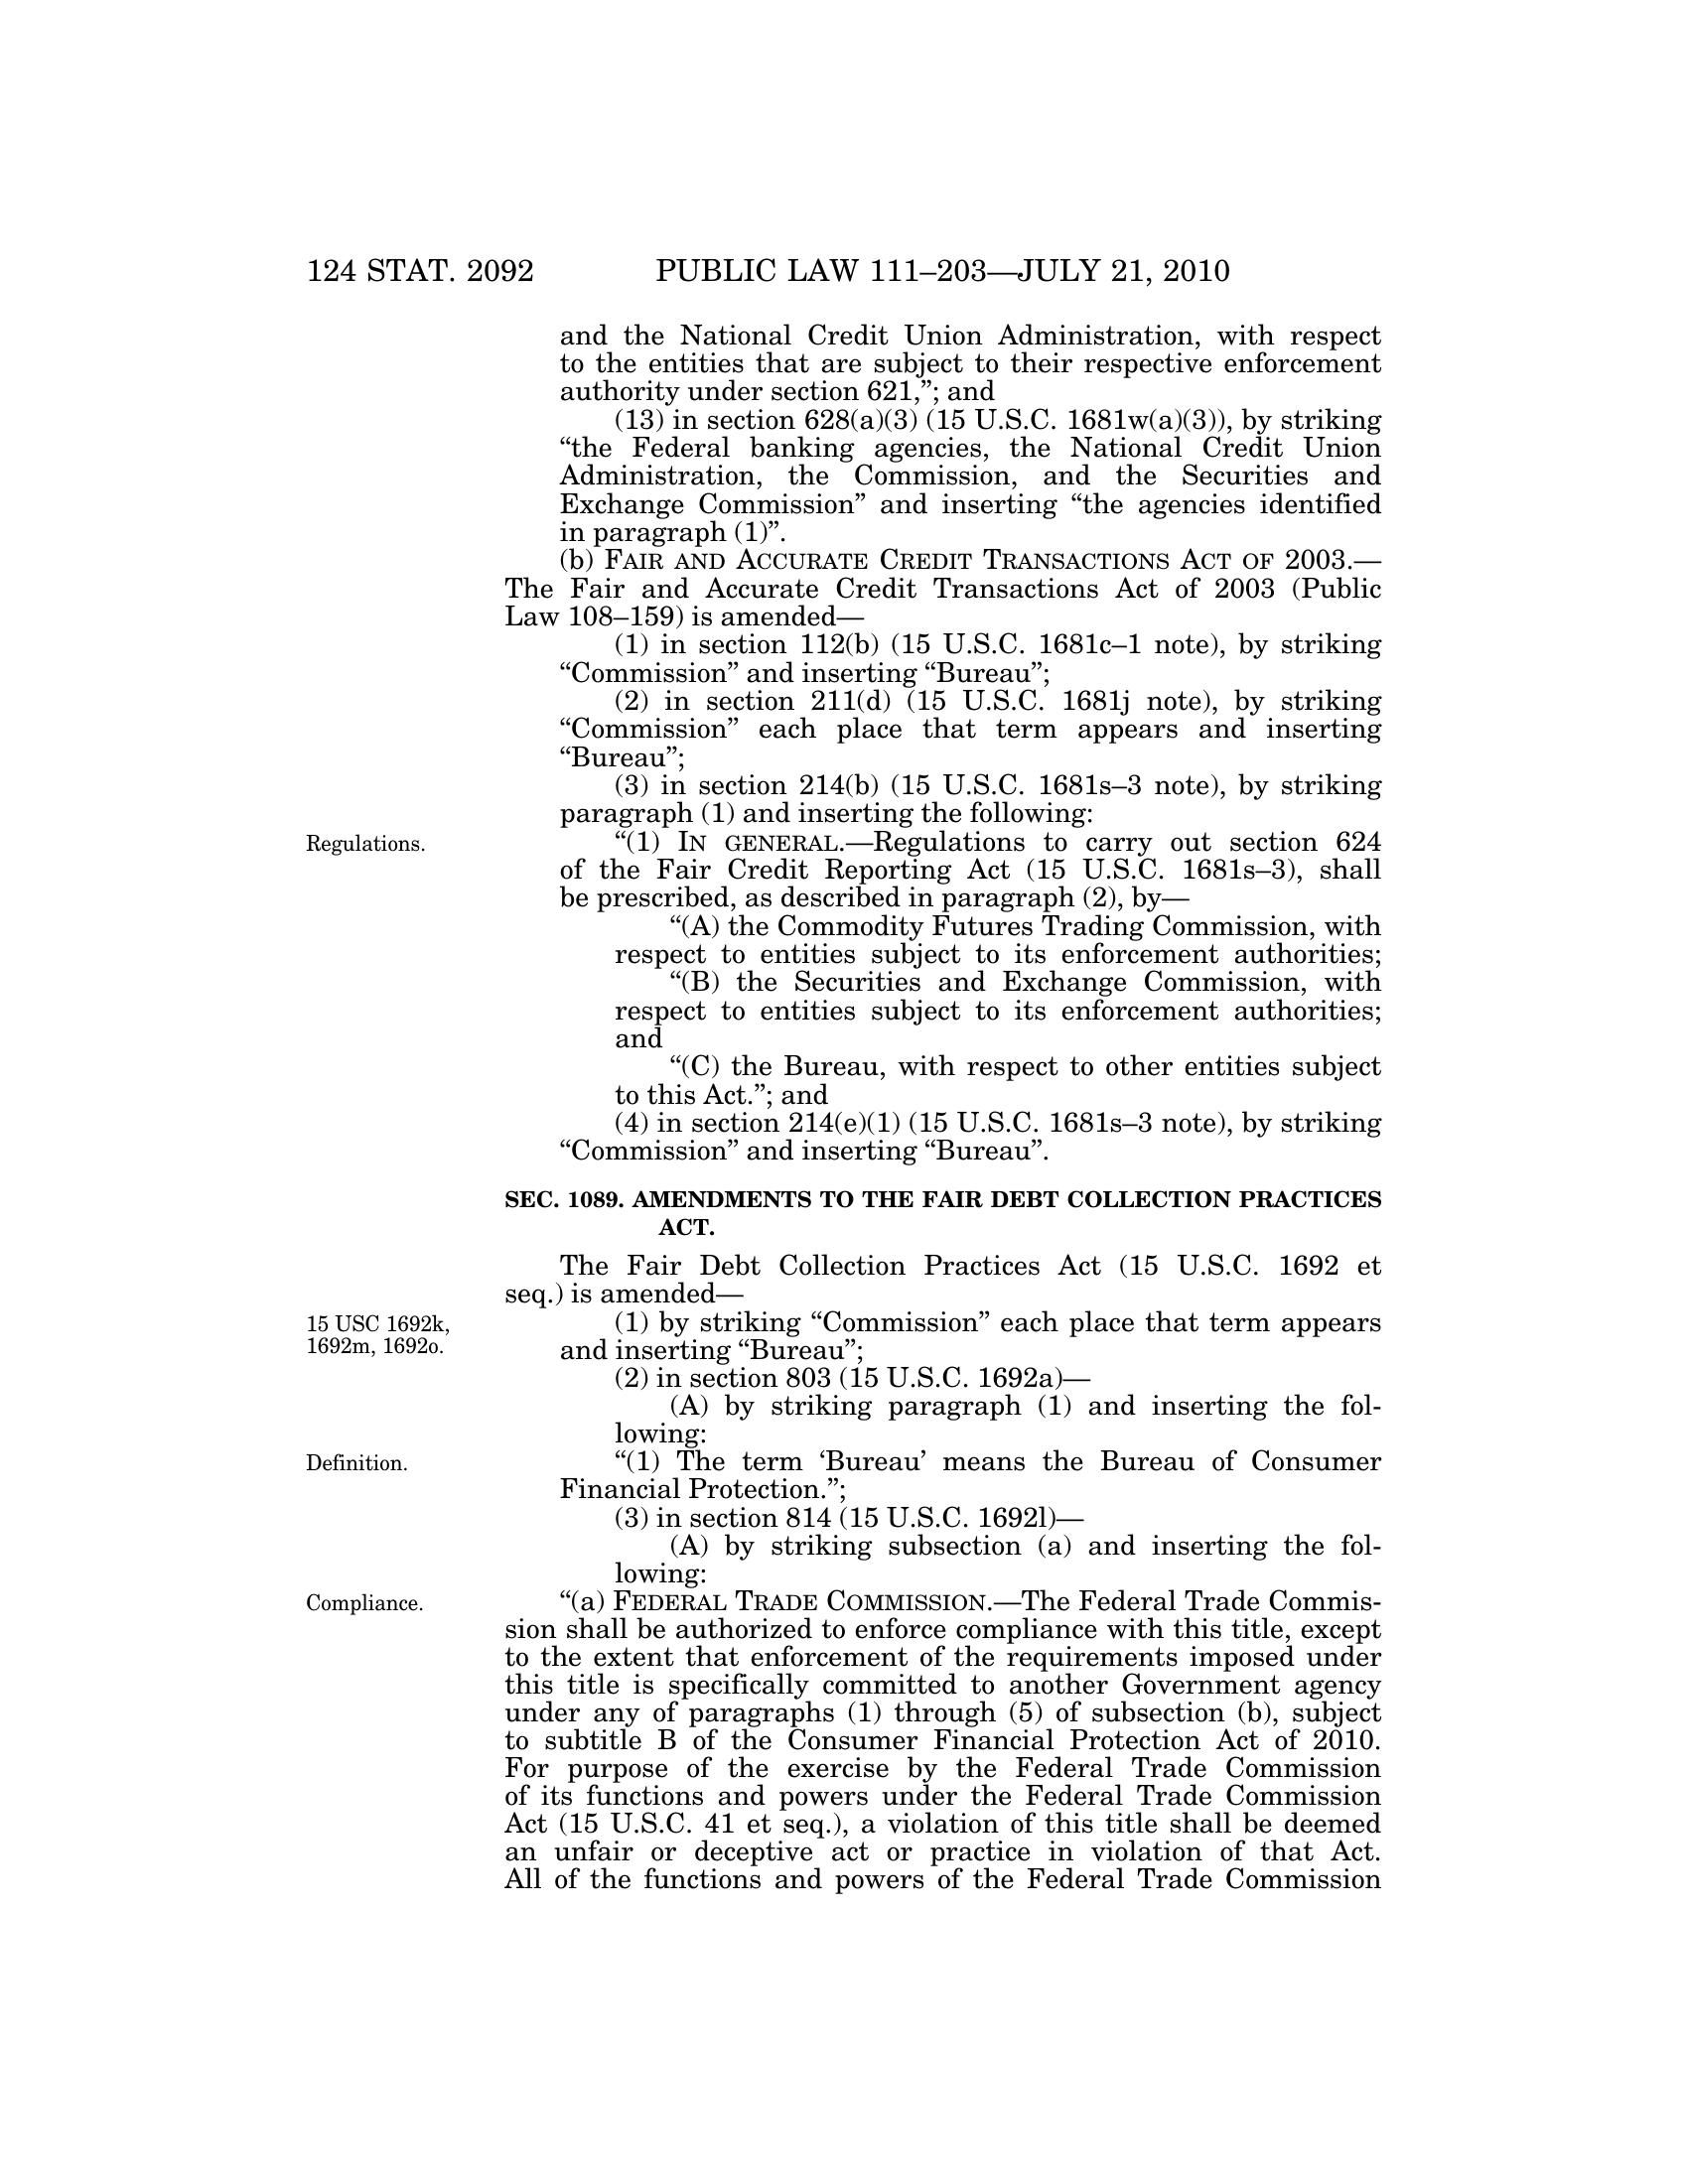 124 STAT. 2092 PUBLIC LAW 111–203—JULY 21, 2010
and the National Credit Union Administration, with respect
to the entities that are subject to their respective enforcement
authority under section 621,”; and
(13) in section 628(a)(3) (15 U.S.C. 1681w(a)(3)), by striking
“the Federal banking agencies, the National Credit Union
Administration, the Commission, and the Securities and
Exchange Commission” and inserting “the agencies identified
in paragraph (1)”.
(b) FAIR AND ACCURATE CREDIT TRANSACTIONS ACT OF 2003.—
The Fair and Accurate Credit Transactions Act of 2003 (Public
Law 108–159) is amended—
(1) in section 112(b) (15 U.S.C. 1681c–1 note), by striking
“Commission” and inserting “Bureau”;
(2) in section 211(d) (15 U.S.C. 1681j note), by striking
“Commission” each place that term appears and inserting
“Bureau”;
(3) in section 214(b) (15 U.S.C. 1681s–3 note), by striking
paragraph (1) and inserting the following:
Regulations.
“(1) IN GENERAL.—Regulations to carry out section 624
of the Fair Credit Reporting Act (15 U.S.C. 1681s–3), shall
be prescribed, as described in paragraph (2), by—
“(A) the Commodity Futures Trading Commission, with
respect to entities subject to its enforcement authorities;
“(B) the Securities and Exchange Commission, with
respect to entities subject to its enforcement authorities;
and
“(C) the Bureau, with respect to other entities subject
to this Act.”; and
(4) in section 214(e)(1) (15 U.S.C. 1681s–3 note), by striking
“Commission” and inserting “Bureau”.
SEC. 1089. AMENDMENTS TO THE FAIR DEBT COLLECTION PRACTICES
ACT.
The Fair Debt Collection Practices Act (15 U.S.C. 1692 et
seq.) is amended—
15 USC 1692k,
1692m, 1692o.
(1) by striking “Commission” each place that term appears
and inserting “Bureau”;
(2) in section 803 (15 U.S.C. 1692a)—
(A) by striking paragraph (1) and inserting the fol-
lowing:
Definition.
“(1) The term ‘Bureau’ means the Bureau of Consumer
Financial Protection.”;
(3) in section 814 (15 U.S.C. 1692l)—
(A) by striking subsection (a) and inserting the fol-
lowing:
Compliance.
“(a) FEDERAL TRADE COMMISSION.—The Federal Trade Commis-
sion shall be authorized to enforce compliance with this title, except
to the extent that enforcement of the requirements imposed under
this title is specifically committed to another Government agency
under any of paragraphs (1) through (5) of subsection (b), subject
to subtitle B of the Consumer Financial Protection Act of 2010.
For purpose of the exercise by the Federal Trade Commission
of its functions and powers under the Federal Trade Commission
Act (15 U.S.C. 41 et seq.), a violation of this title shall be deemed
an unfair or deceptive act or practice in violation of that Act.
All of the functions and powers of the Federal Trade Commission